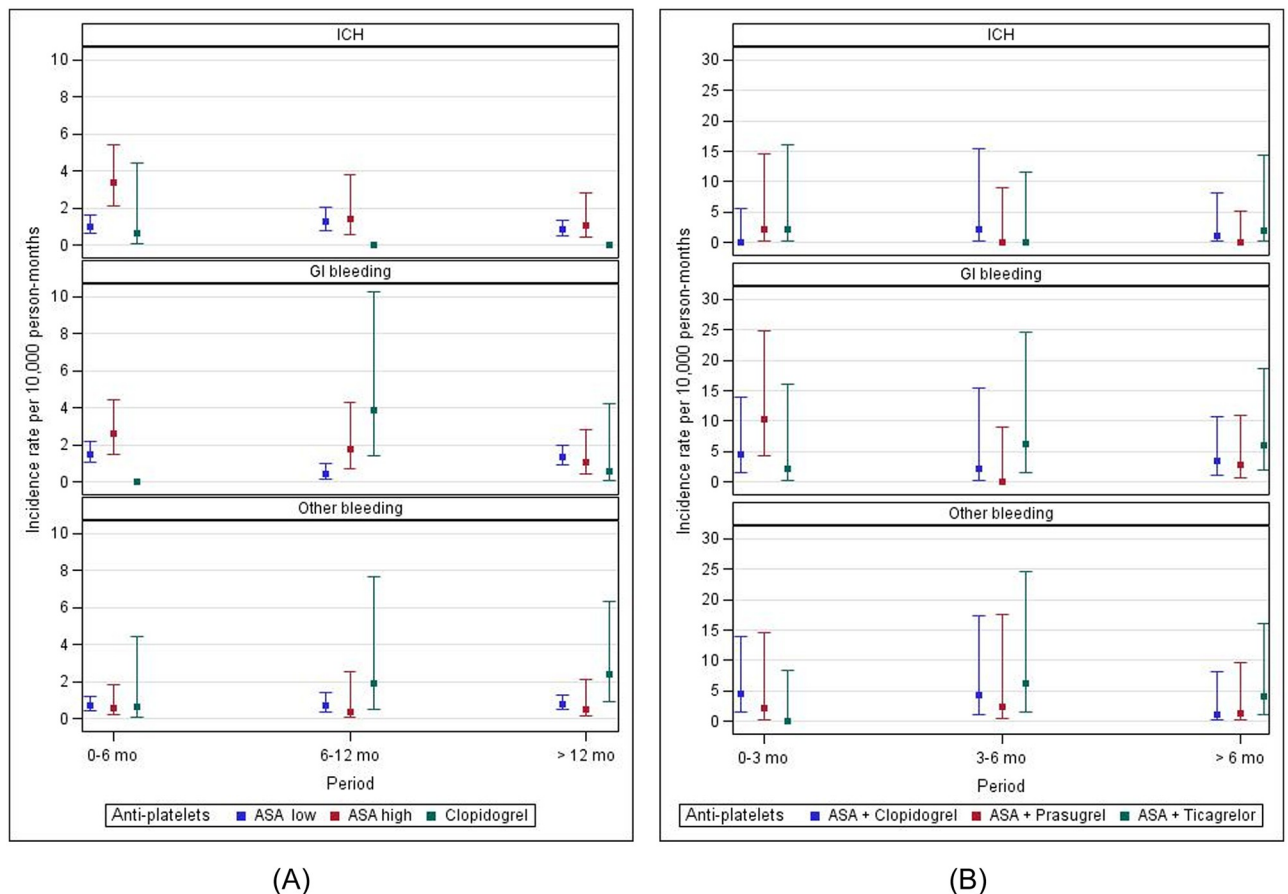 ICH
10
8
6
4
2
0
GI bleeding
10
8
6
4
2
0
Other bleeding
10
8
6
4
2
0
Incidence rate per 10,000 person-months
0-6 mo 6-12 mo > 12 mo
Period
Anti-platelets ASA low ASA high Clopidogrel
(A)
ICH
30
25
20
15
10
5
0
GI bleeding
30
25
20
15
10
5
0
Other bleeding
30
25
20
15
10
5
0
Incidence rate per 10,000 person-months
0-3 mo 3-6 mo > 6 mo
Period
Anti-platelets ASA + Clopidogrel ASA + Prasugrel ASA + Ticagrelor
(B)